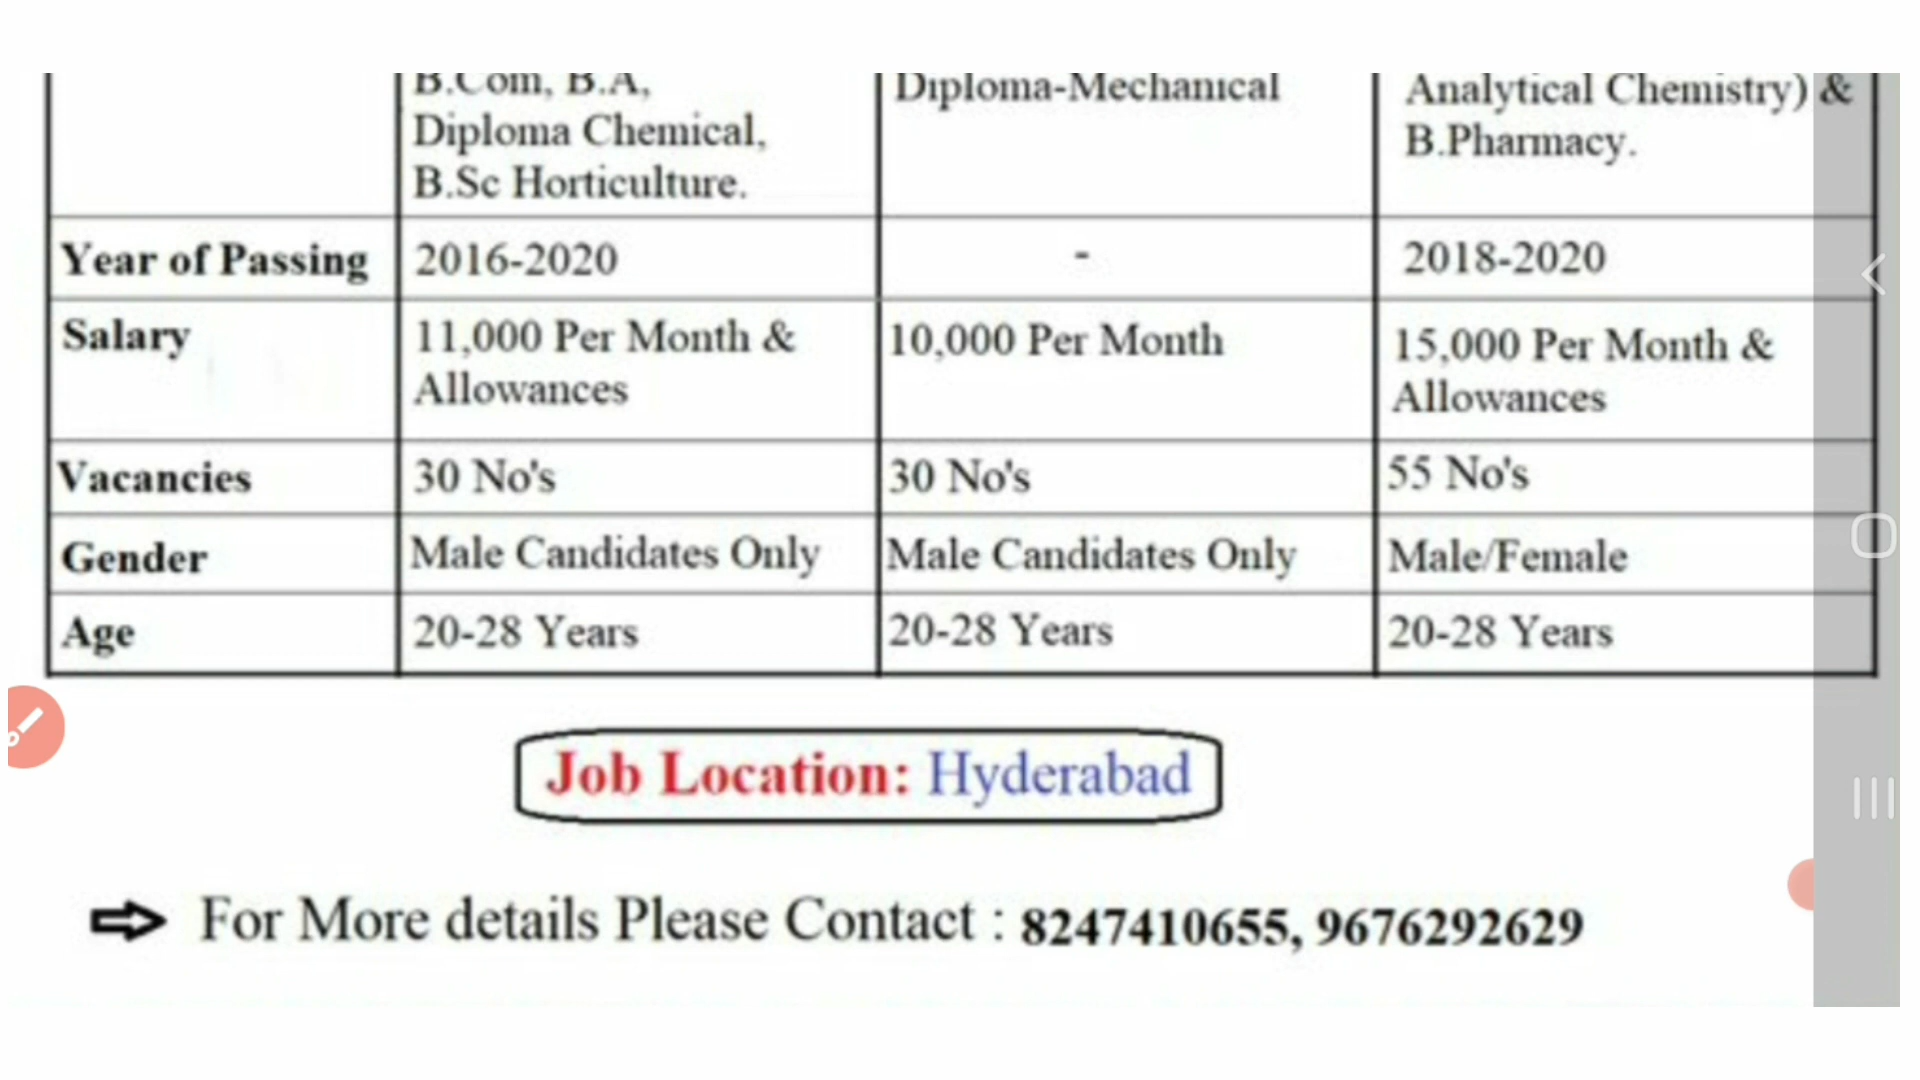 B.Com, B.A, Diploma-Mechanical Analytical Chemistry) &
Diploma Chemical, B.Pharmacy.
B.Sc Horticulture.
Year of Passing 2016-2020 - 2018-2020
Salary 11,000 Per Month & 10,000 Per Month 15,000 Per Month &
Allowances Allowances
Vacancies 30 No's 30 No's 55 No's
Gender Male Candidates Only Male Candidates Only Male/Female
Age 20-28 Years 20-28 Years 20-28 Years
Job Location: Hyderabad
For More details Please Contact : 8247410655, 9676292629